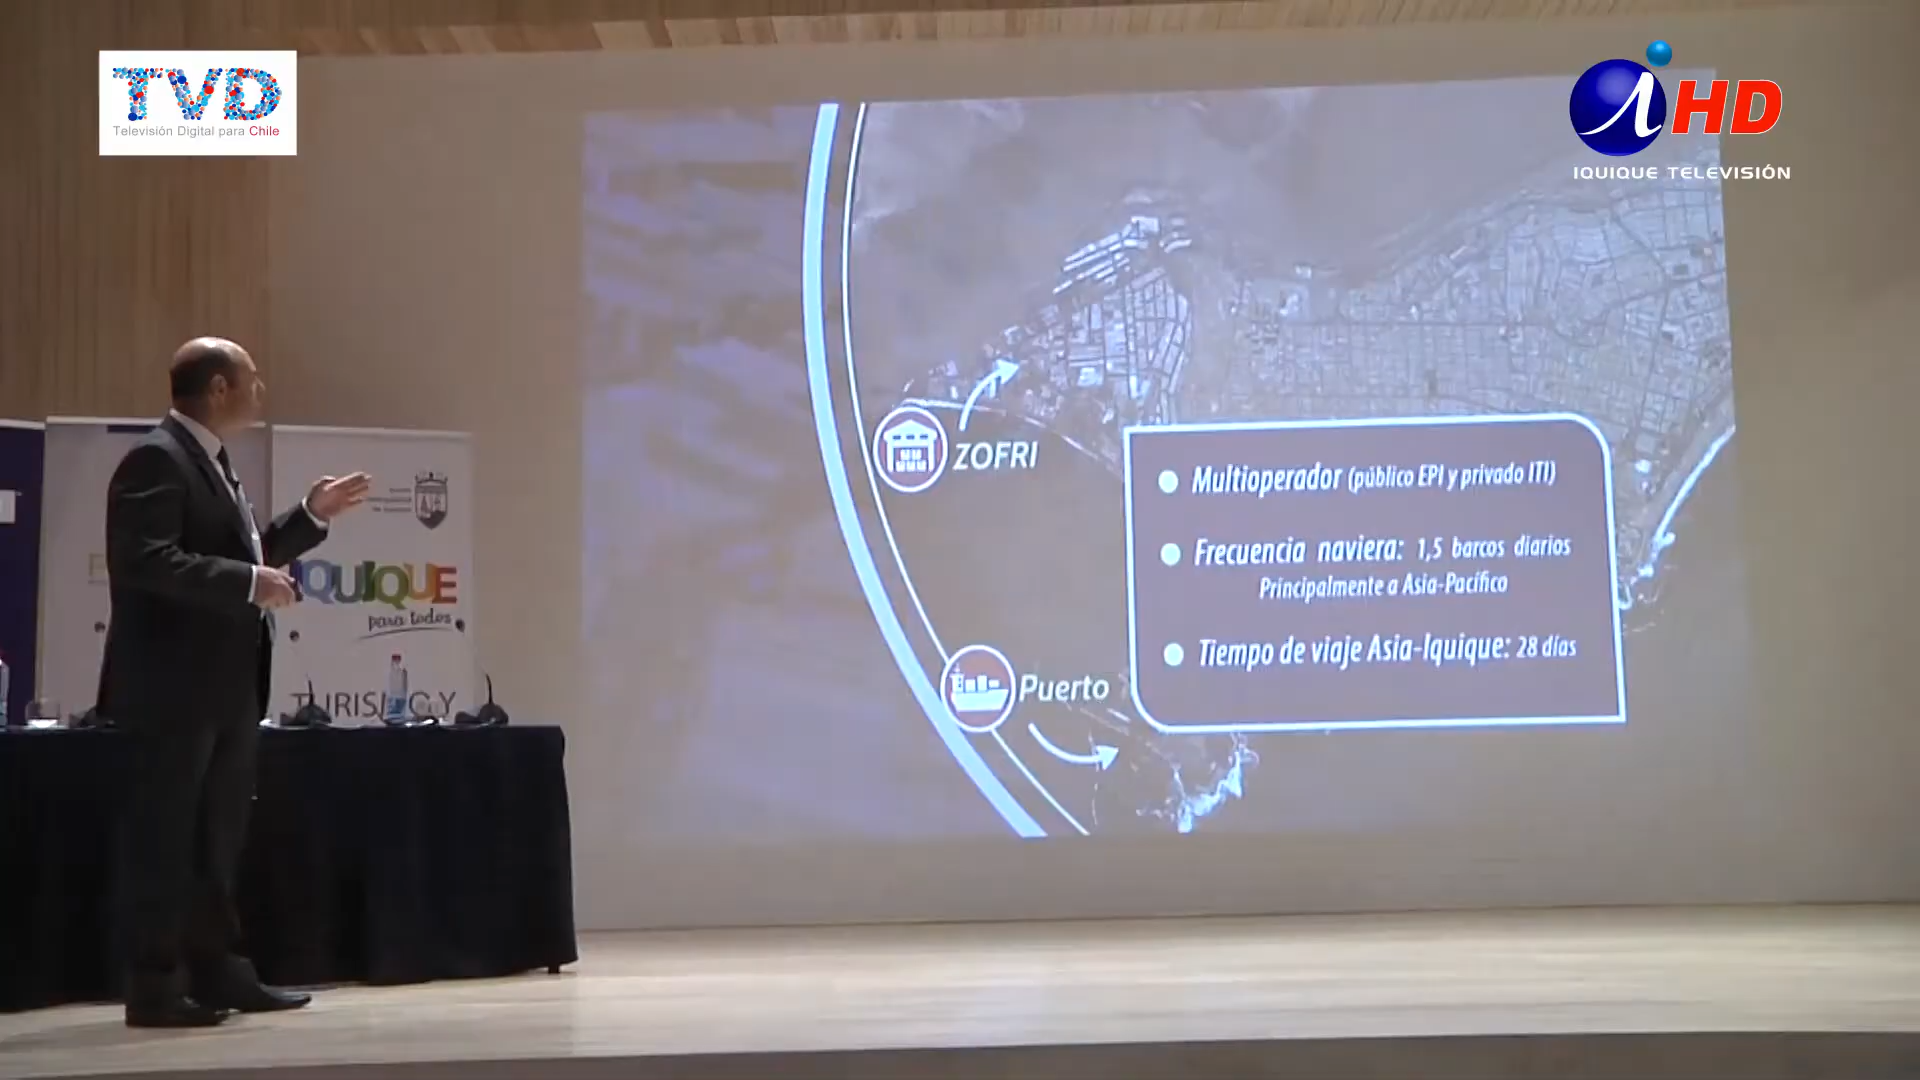 TVD
Televisión Digital para Chile
HD
IQUIQUE TELEVISIÓN
ZOFRI
Multioperador (público EPI y privado ITI)
Frecuencia naviera: 1,5 barcos diarios
Principalmente a Asia-Pacífico
Tiempo de viaje Asia-Iquique: 28 días
Puerto
IQUIQUE
para todos
TURISMO Y